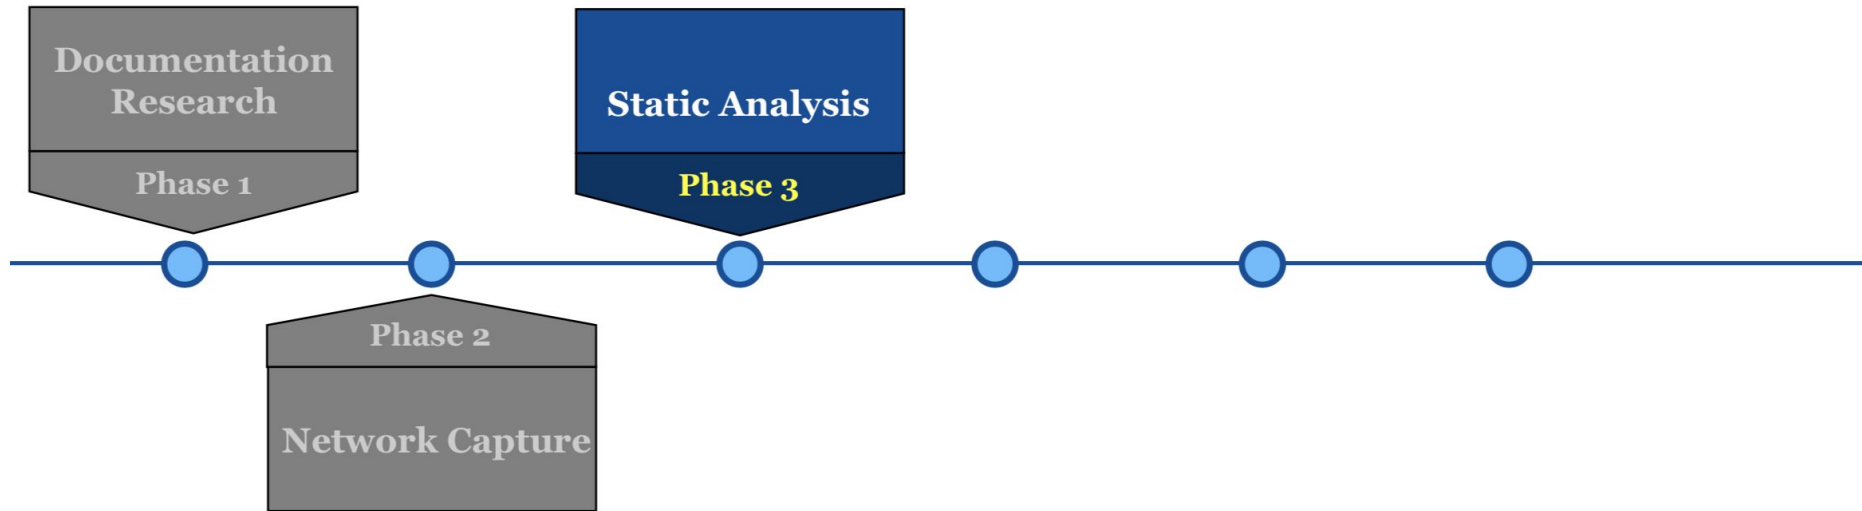 Documentation
Research
Phase 1
Phase 2
Network Capture
Static Analysis
Phase 3